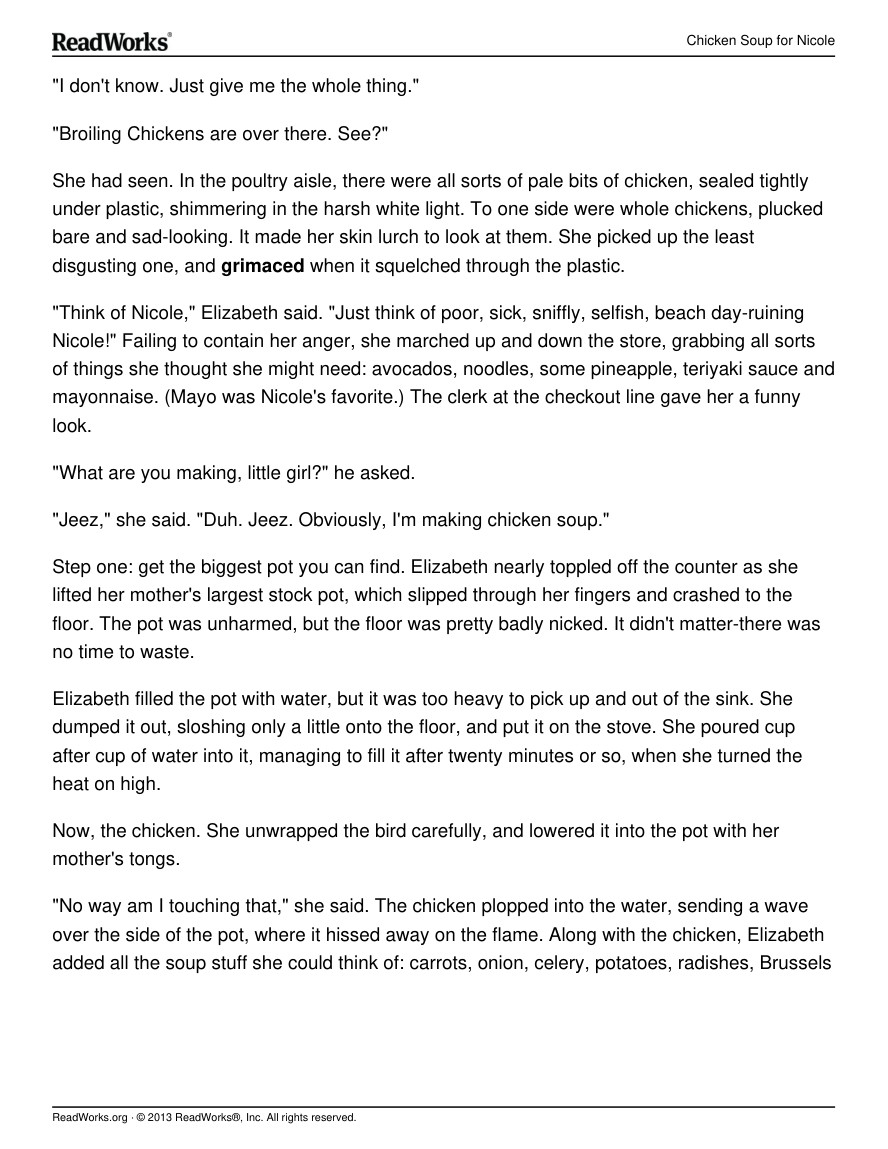 ReadWorks®
Chicken Soup for Nicole
"I don't know. Just give me the whole thing."
"Broiling Chickens are over there. See?"
She had seen. In the poultry aisle, there were all sorts of pale bits of chicken, sealed tightly
under plastic, shimmering in the harsh white light. To one side were whole chickens, plucked
bare and sad-looking. It made her skin lurch to look at them. She picked up the least
disgusting one, and grimaced when it squelched through the plastic.
"Think of Nicole," Elizabeth said. "Just think of poor, sick, sniffly, selfish, beach day-ruining
Nicole!" Failing to contain her anger, she marched up and down the store, grabbing all sorts
of things she thought she might need: avocados, noodles, some pineapple, teriyaki sauce and
mayonnaise. (Mayo was Nicole's favorite.) The clerk at the checkout line gave her a funny
look.
"What are you making, little girl?" he asked.
"Jeez," she said. "Duh. Jeez. Obviously, I'm making chicken soup."
Step one: get the biggest pot you can find. Elizabeth nearly toppled off the counter as she
lifted her mother's largest stock pot, which slipped through her fingers and crashed to the
floor. The pot was unharmed, but the floor was pretty badly nicked. It didn't matter-there was
no time to waste.
Elizabeth filled the pot with water, but it was too heavy to pick up and out of the sink. She
dumped it out, sloshing only a little onto the floor, and put it on the stove. She poured cup
after cup of water into it, managing to fill it after twenty minutes or so, when she turned the
heat on high.
Now, the chicken. She unwrapped the bird carefully, and lowered it into the pot with her
mother's tongs.
"No way am I touching that," she said. The chicken plopped into the water, sending a wave
over the side of the pot, where it hissed away on the flame. Along with the chicken, Elizabeth
added all the soup stuff she could think of: carrots, onion, celery, potatoes, radishes, Brussels
ReadWorks.org · © 2013 ReadWorks®, Inc. All rights reserved.